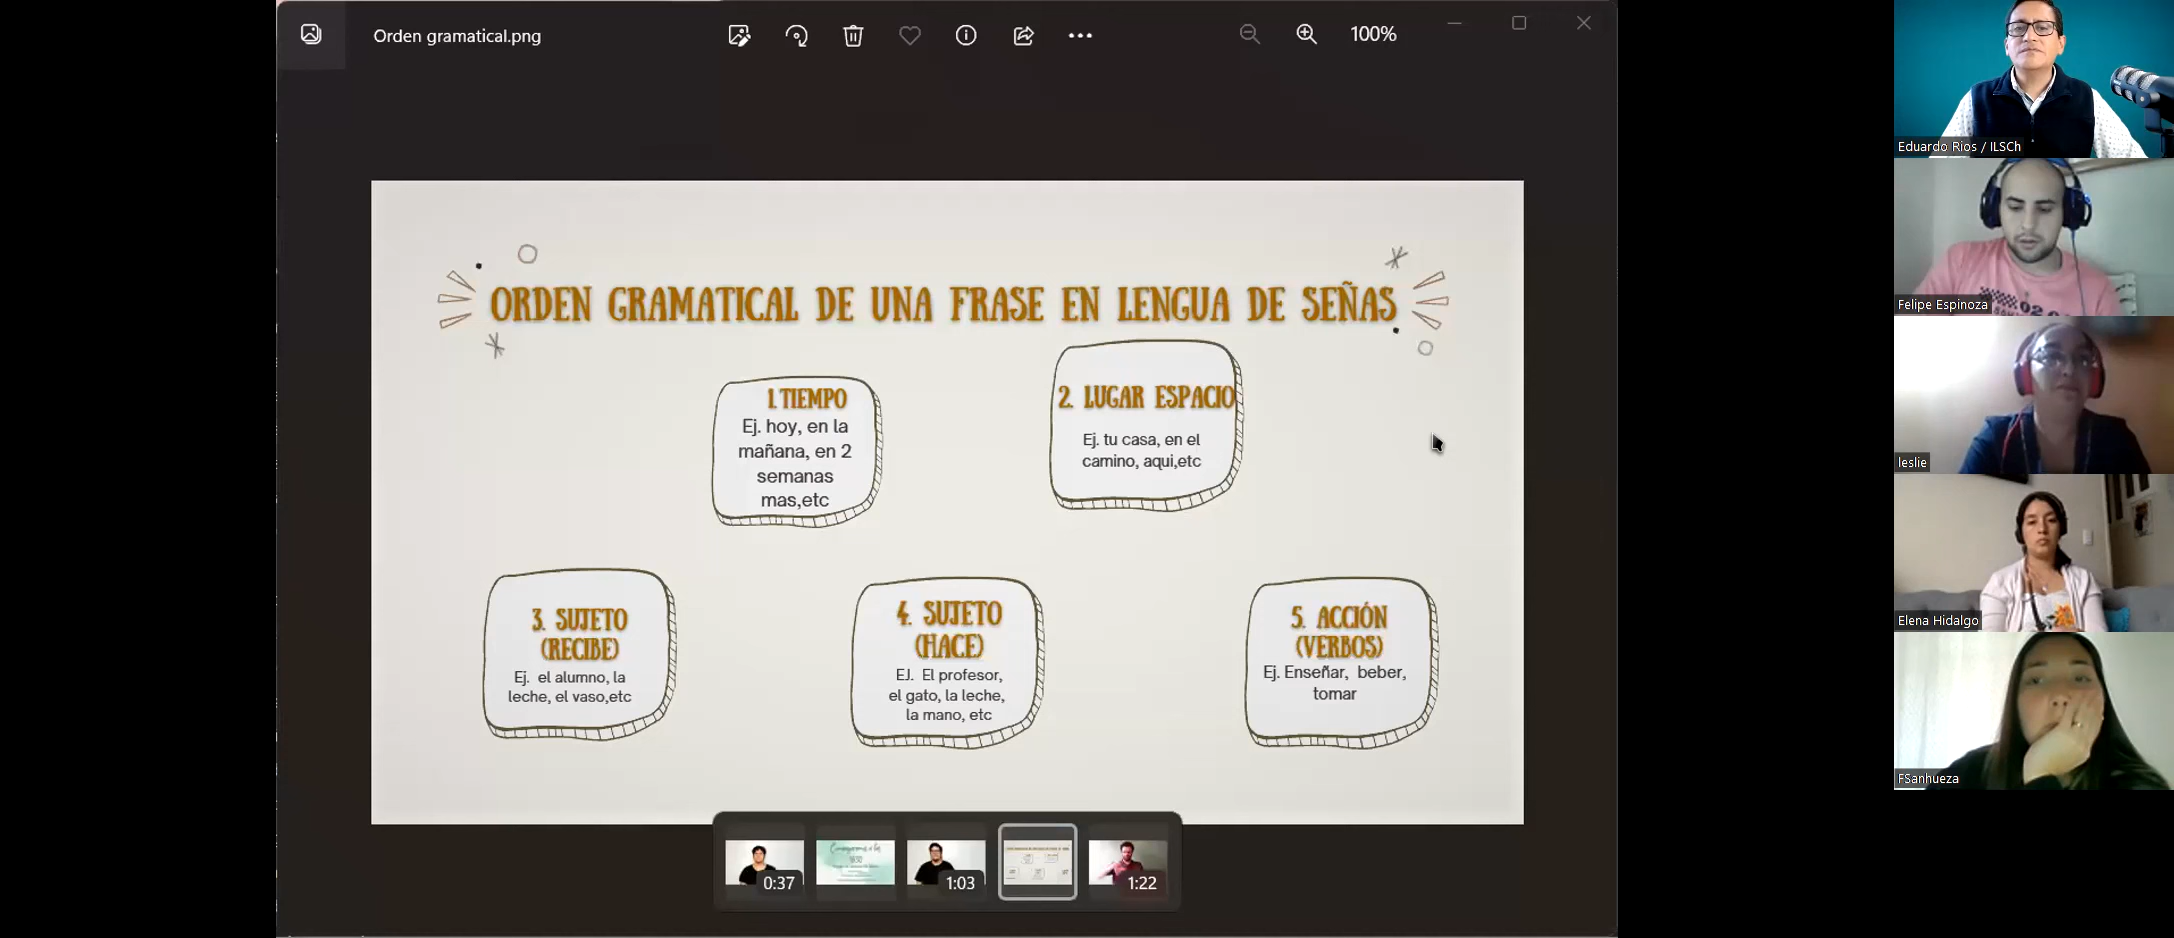 Orden gramatical.png
100%
ORDEN GRAMATICAL DE UNA FRASE EN LENGUA DE SEÑAS
1.TIEMPO
Ej. hoy, en la
mañana, en 2
semanas
mas,etc
2. LUGAR ESPACIO
Ej. tu casa, en el
camino, aqui,etc
3. SUJETO
(RECIBE)
Ej. el alumno, la
leche, el vaso,etc
4. SUJETO
(HACE)
EJ. El profesor,
el gato, la leche,
la mano, etc
5. ACCIÓN
(VERBOS)
Ej. Enseñar, beber,
tomar
0:37
1:03
1:22
Eduardo Rios / ILSCh
Felipe Espinoza
leslie
Elena Hidalgo
FSanhueza